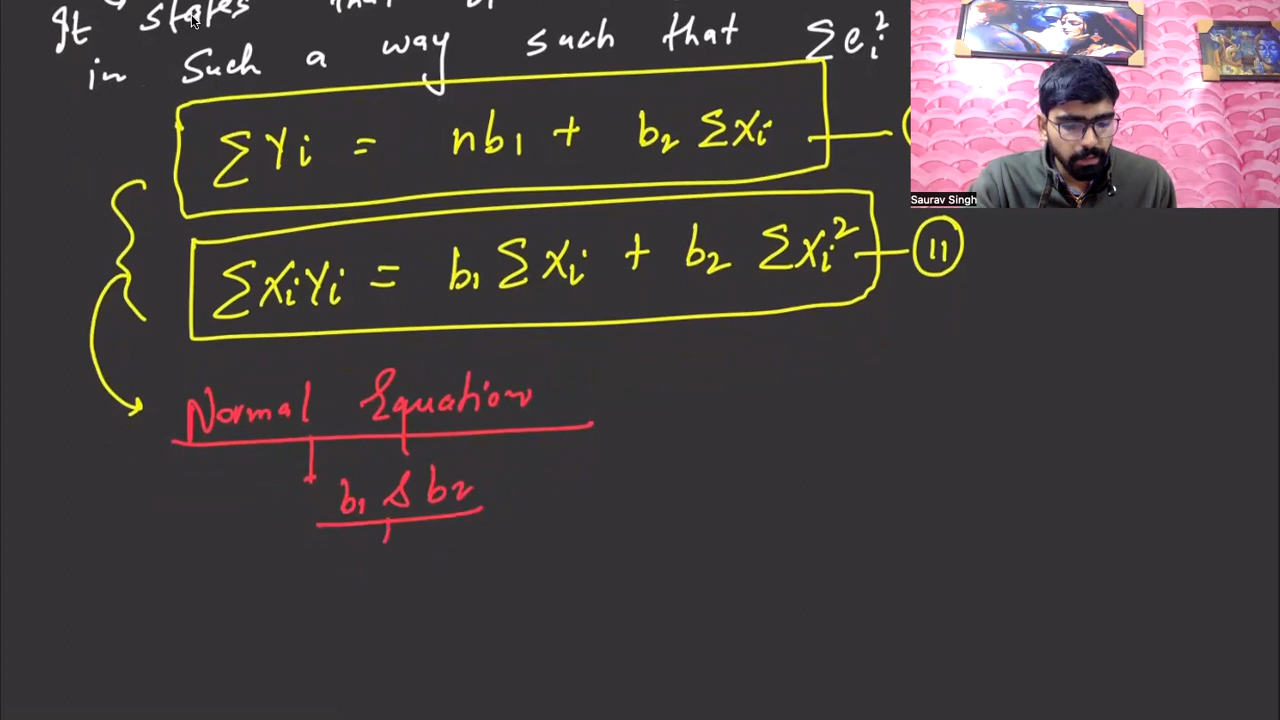 It states that
in such a way such that Σei²
ΣYi = nb1 + b2 ΣXi
ΣXiYi = b1 ΣXi + b2 ΣXi² — (II)
Saurav Singh
Normal Equation
b1 & b2